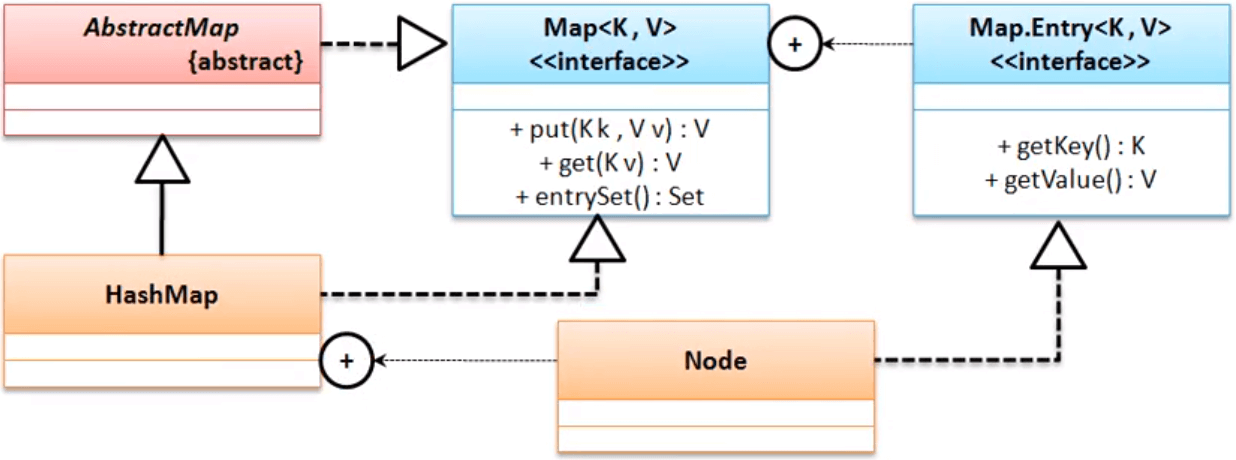 AbstractMap
{abstract}
Map<K, V>
<<interface>>
+ put(K k, V v) : V
+ get(K v) : V
+ entrySet() : Set
+
Map.Entry<K, V>
<<interface>>
+ getKey() : K
+ getValue() : V
HashMap
+
Node